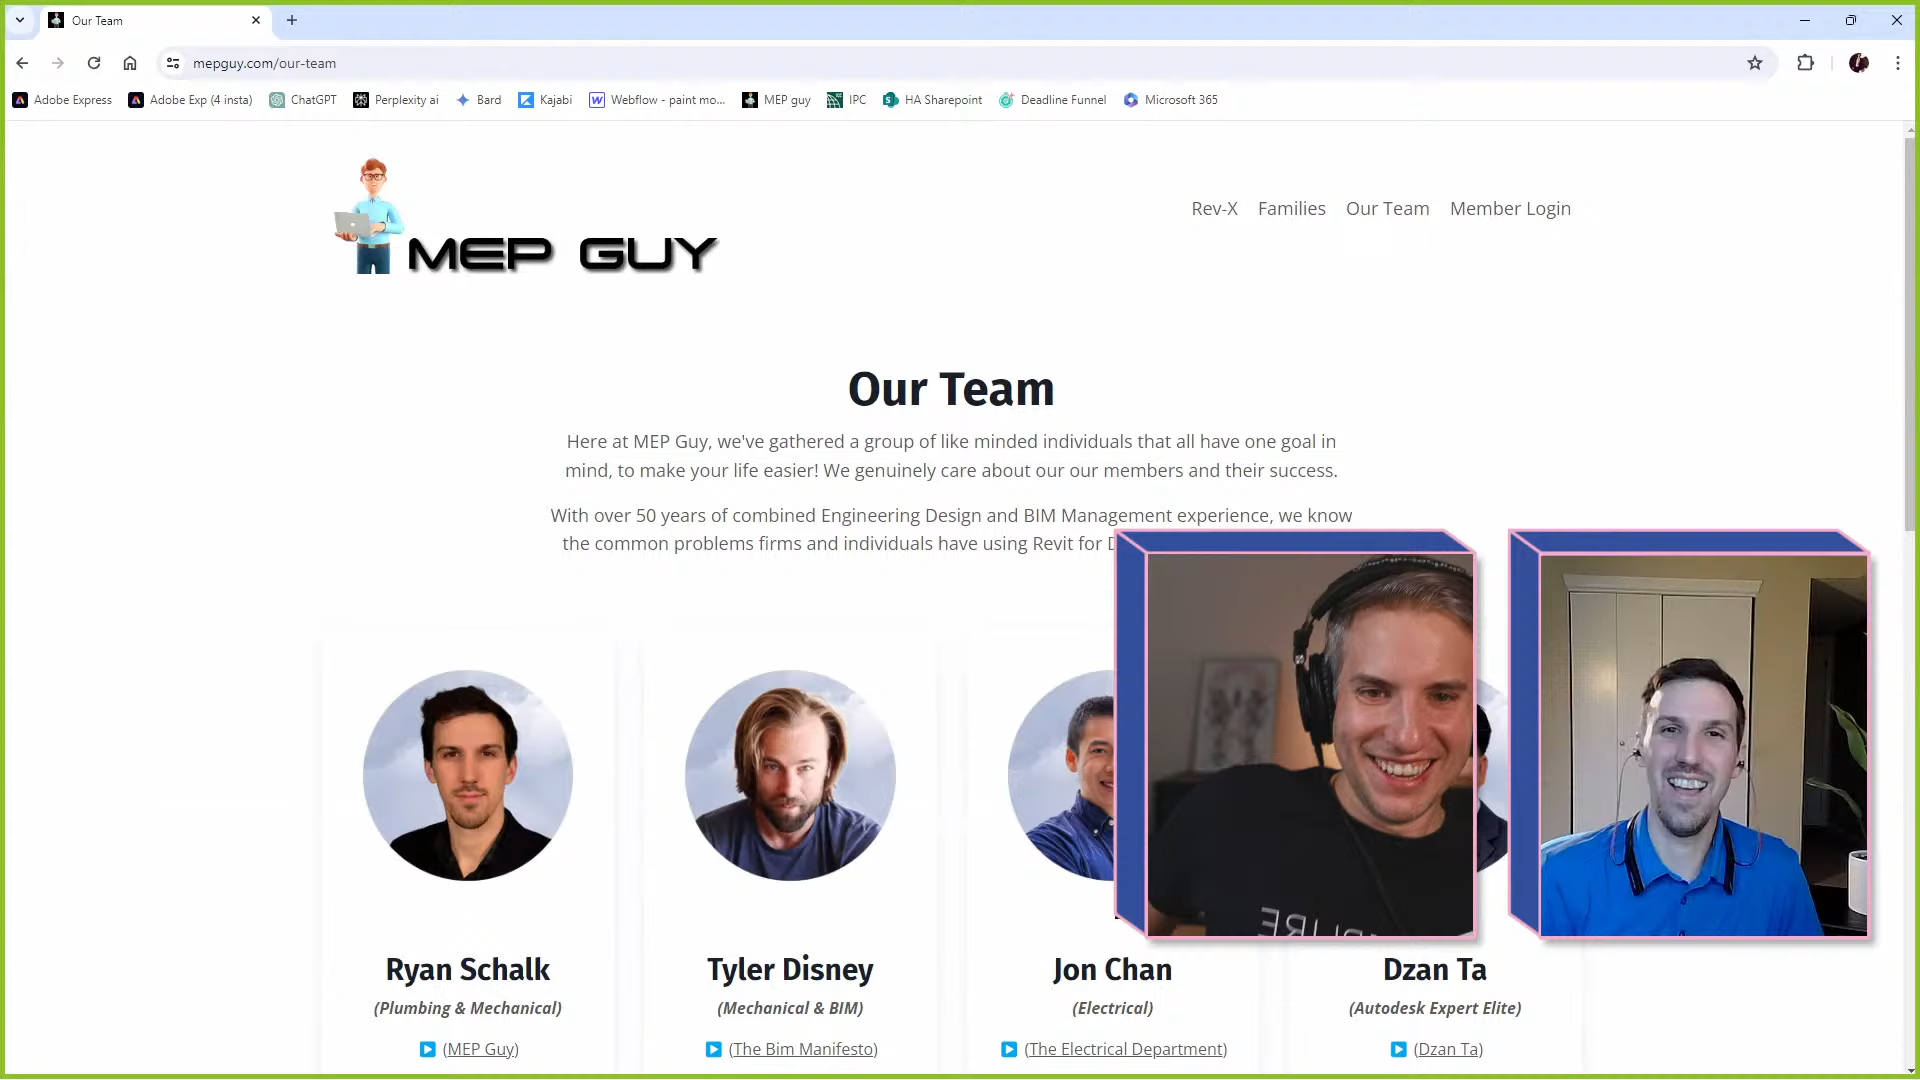 Our Team
mepguy.com/our-team
Adobe Express
Adobe Exp (4 insta)
ChatGPT
Perplexity ai
Bard
Kajabi
Webflow - paint mo...
MEP guy
IPC
HA Sharepoint
Deadline Funnel
Microsoft 365
MEP GUY
Rev-X
Families
Our Team
Member Login
Our Team
Here at MEP Guy, we've gathered a group of like minded individuals that all have one goal in
mind, to make your life easier! We genuinely care about our our members and their success.
With over 50 years of combined Engineering Design and BIM Management experience, we know
the common problems firms and individuals have using Revit for
Ryan Schalk
(Plumbing & Mechanical)
(MEP Guy)
Tyler Disney
(Mechanical & BIM)
(The Bim Manifesto)
Jon Chan
(Electrical)
(The Electrical Department)
Dzan Ta
(Autodesk Expert Elite)
(Dzan Ta)